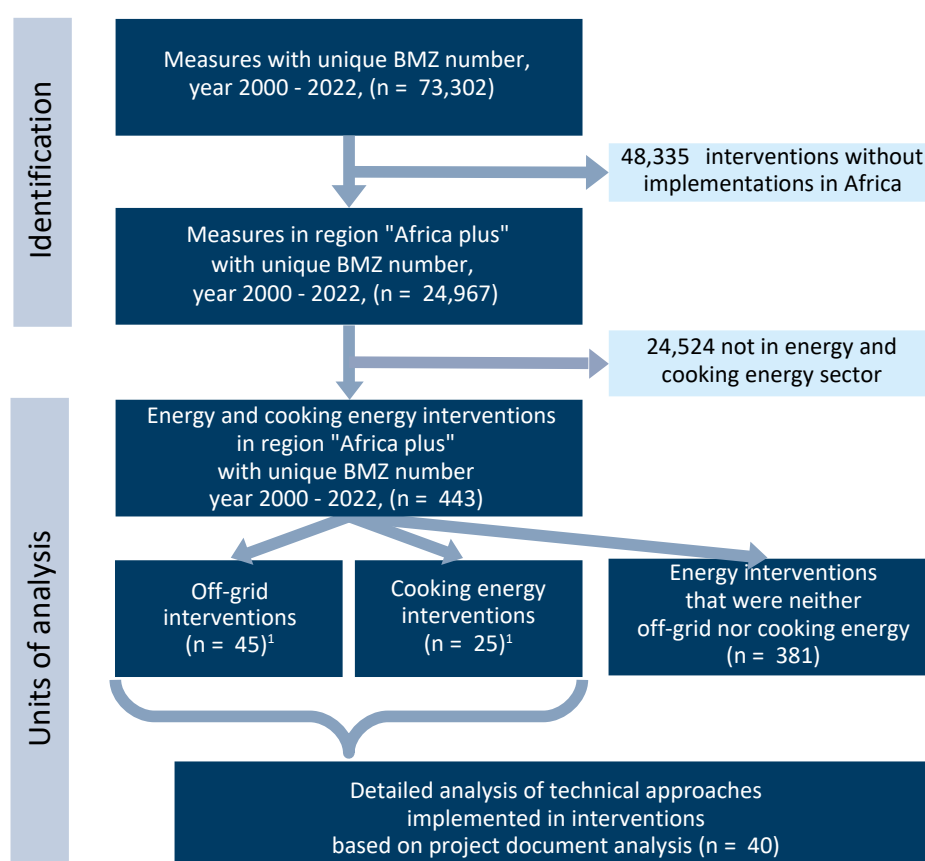 Identification
Measures with unique BMZ number,
year 2000 - 2022, (n = 73,302)
48,335 interventions without
implementations in Africa
Measures in region "Africa plus"
with unique BMZ number,
year 2000 - 2022, (n = 24,967)
24,524 not in energy and
cooking energy sector
Units of analysis
Energy and cooking energy interventions
in region "Africa plus"
with unique BMZ number
year 2000 - 2022, (n = 443)
Off-grid
interventions
(n = 45)¹
Cooking energy
interventions
(n = 25)¹
Energy interventions
that were neither
off-grid nor cooking energy
(n = 381)
Detailed analysis of technical approaches
implemented in interventions
based on project document analysis (n = 40)